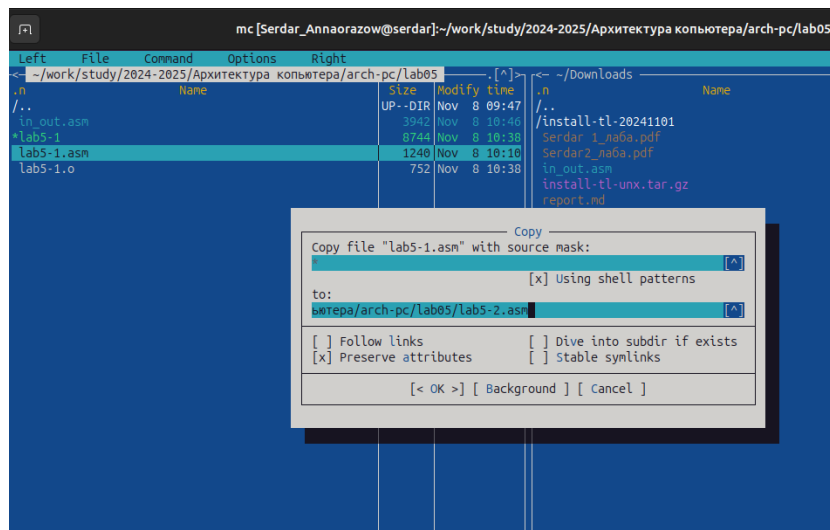 mc [Serdar_Annaorazow@serdar]:~/work/study/2024-2025/Архитектура копьютера/arch-pc/lab05
Left File Command Options Right
<- ~/work/study/2024-2025/Архитектура копьютера/arch-pc/lab05 .[^]> <- ~/Downloads
.n Name Size Modify time .n Name
/.. UP--DIR Nov 8 09:47 /..
in_out.asm 3942 Nov 8 10:46 /install-tl-20241101
*lab5-1 8744 Nov 8 10:38 Serdar 1_лаба.pdf
lab5-1.asm 1240 Nov 8 10:10 Serdar2_лаба.pdf
lab5-1.o 752 Nov 8 10:38 in_out.asm
install-tl-unx.tar.gz
report.md
Copy
Copy file "lab5-1.asm" with source mask:
* [^]
[x] Using shell patterns
to:
ьютера/arch-pc/lab05/lab5-2.asm [^]
[ ] Follow links [ ] Dive into subdir if exists
[x] Preserve attributes [ ] Stable symlinks
[< OK >] [ Background ] [ Cancel ]